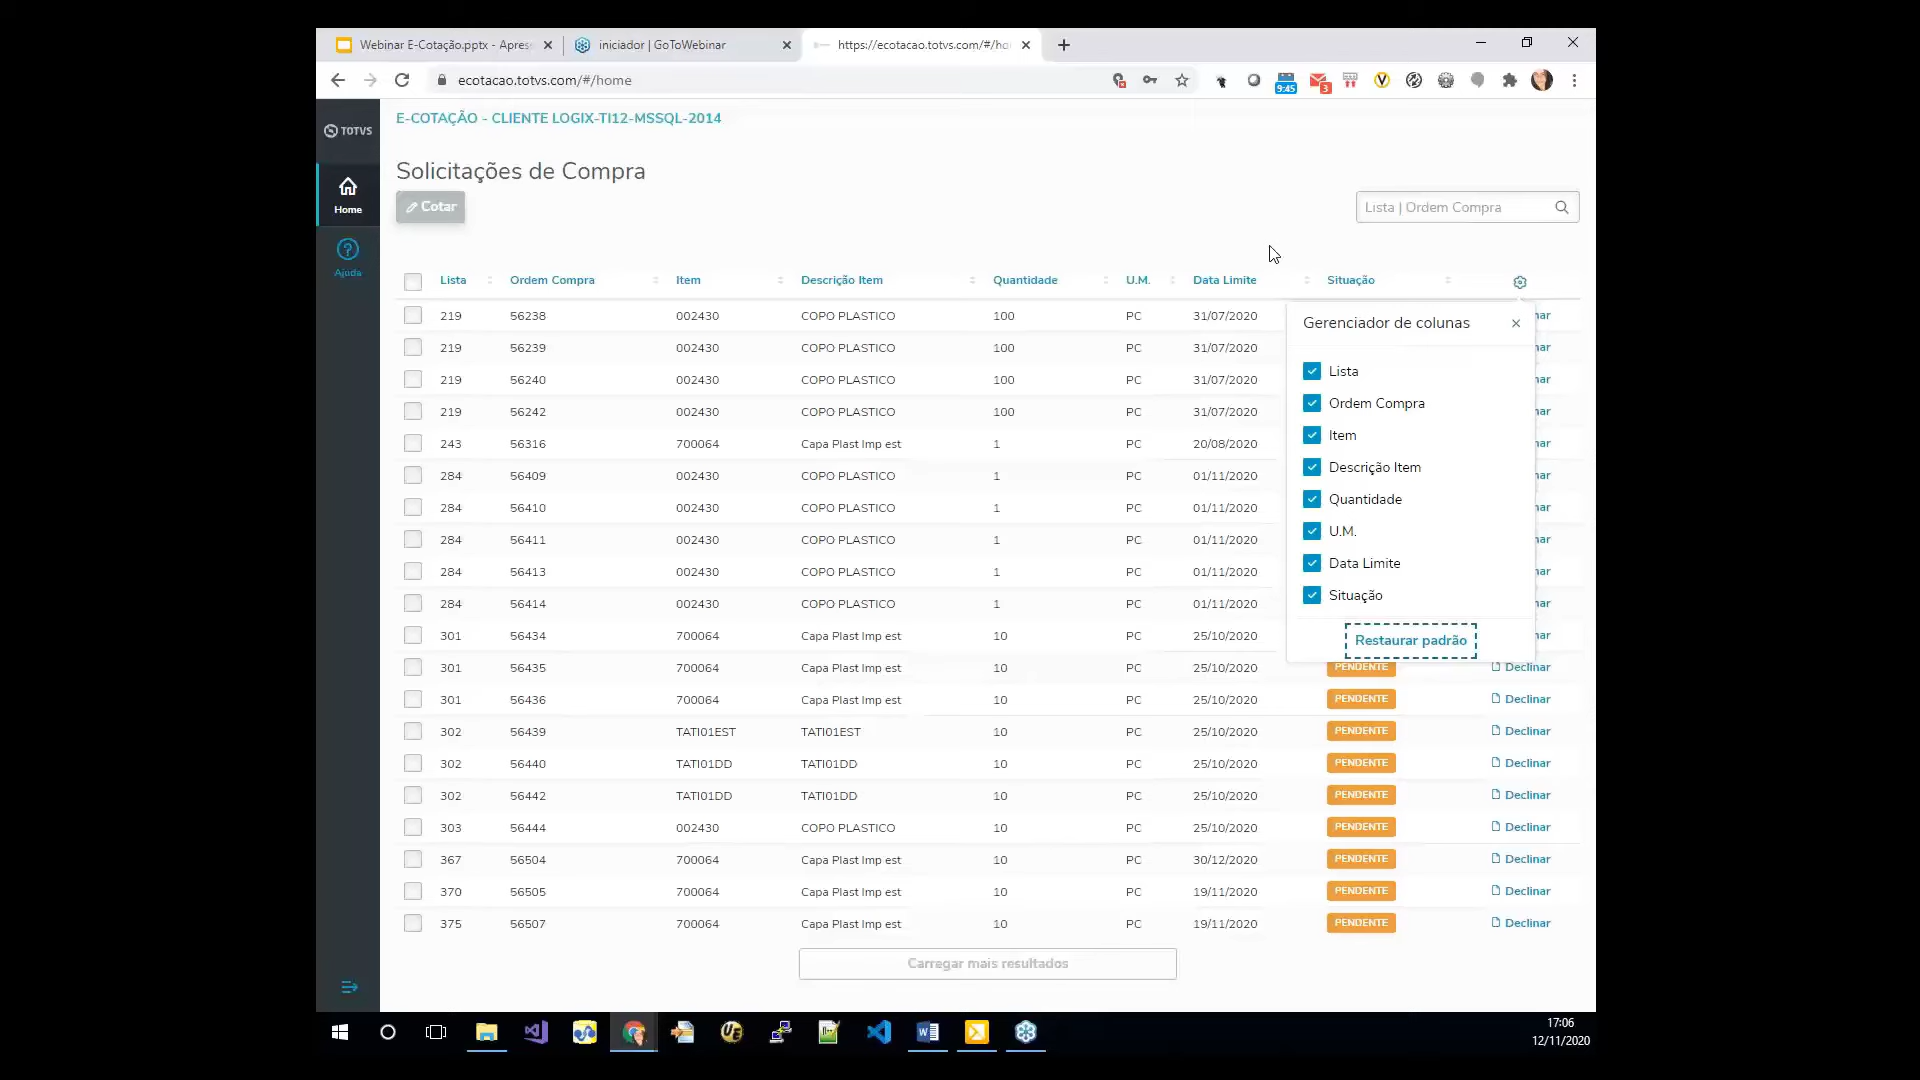 Webinar E-Cotação.pptx - Apres
iniciador | GoToWebinar
https://ecotacao.totvs.com/#/ho
ecotacao.totvs.com/#/home
9:45
3
TOTVS
Home
Ajuda
E-COTAÇÃO - CLIENTE LOGIX-TI12-MSSQL-2014
Solicitações de Compra
Cotar
Lista | Ordem Compra
Lista Ordem Compra Item Descrição Item Quantidade U.M. Data Limite Situação
219 56238 002430 COPO PLASTICO 100 PC 31/07/2020 nar
219 56239 002430 COPO PLASTICO 100 PC 31/07/2020 nar
219 56240 002430 COPO PLASTICO 100 PC 31/07/2020 nar
219 56242 002430 COPO PLASTICO 100 PC 31/07/2020 nar
243 56316 700064 Capa Plast Imp est 1 PC 20/08/2020 nar
284 56409 002430 COPO PLASTICO 1 PC 01/11/2020 nar
284 56410 002430 COPO PLASTICO 1 PC 01/11/2020 nar
284 56411 002430 COPO PLASTICO 1 PC 01/11/2020 nar
284 56413 002430 COPO PLASTICO 1 PC 01/11/2020 nar
284 56414 002430 COPO PLASTICO 1 PC 01/11/2020 nar
301 56434 700064 Capa Plast Imp est 10 PC 25/10/2020 nar
301 56435 700064 Capa Plast Imp est 10 PC 25/10/2020 PENDENTE Declinar
301 56436 700064 Capa Plast Imp est 10 PC 25/10/2020 PENDENTE Declinar
302 56439 TATI01EST TATI01EST 10 PC 25/10/2020 PENDENTE Declinar
302 56440 TATI01DD TATI01DD 10 PC 25/10/2020 PENDENTE Declinar
302 56442 TATI01DD TATI01DD 10 PC 25/10/2020 PENDENTE Declinar
303 56444 002430 COPO PLASTICO 10 PC 25/10/2020 PENDENTE Declinar
367 56504 700064 Capa Plast Imp est 10 PC 30/12/2020 PENDENTE Declinar
370 56505 700064 Capa Plast Imp est 10 PC 19/11/2020 PENDENTE Declinar
375 56507 700064 Capa Plast Imp est 10 PC 19/11/2020 PENDENTE Declinar
Gerenciador de colunas
Lista
Ordem Compra
Item
Descrição Item
Quantidade
U.M.
Data Limite
Situação
Restaurar padrão
Carregar mais resultados
17:06
12/11/2020